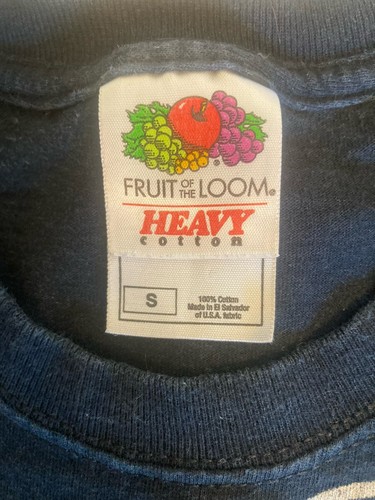 FRUIT OF THE LOOM®
HEAVY
cotton
S
100% Cotton
Made in El Salvador
of U.S.A. fabric